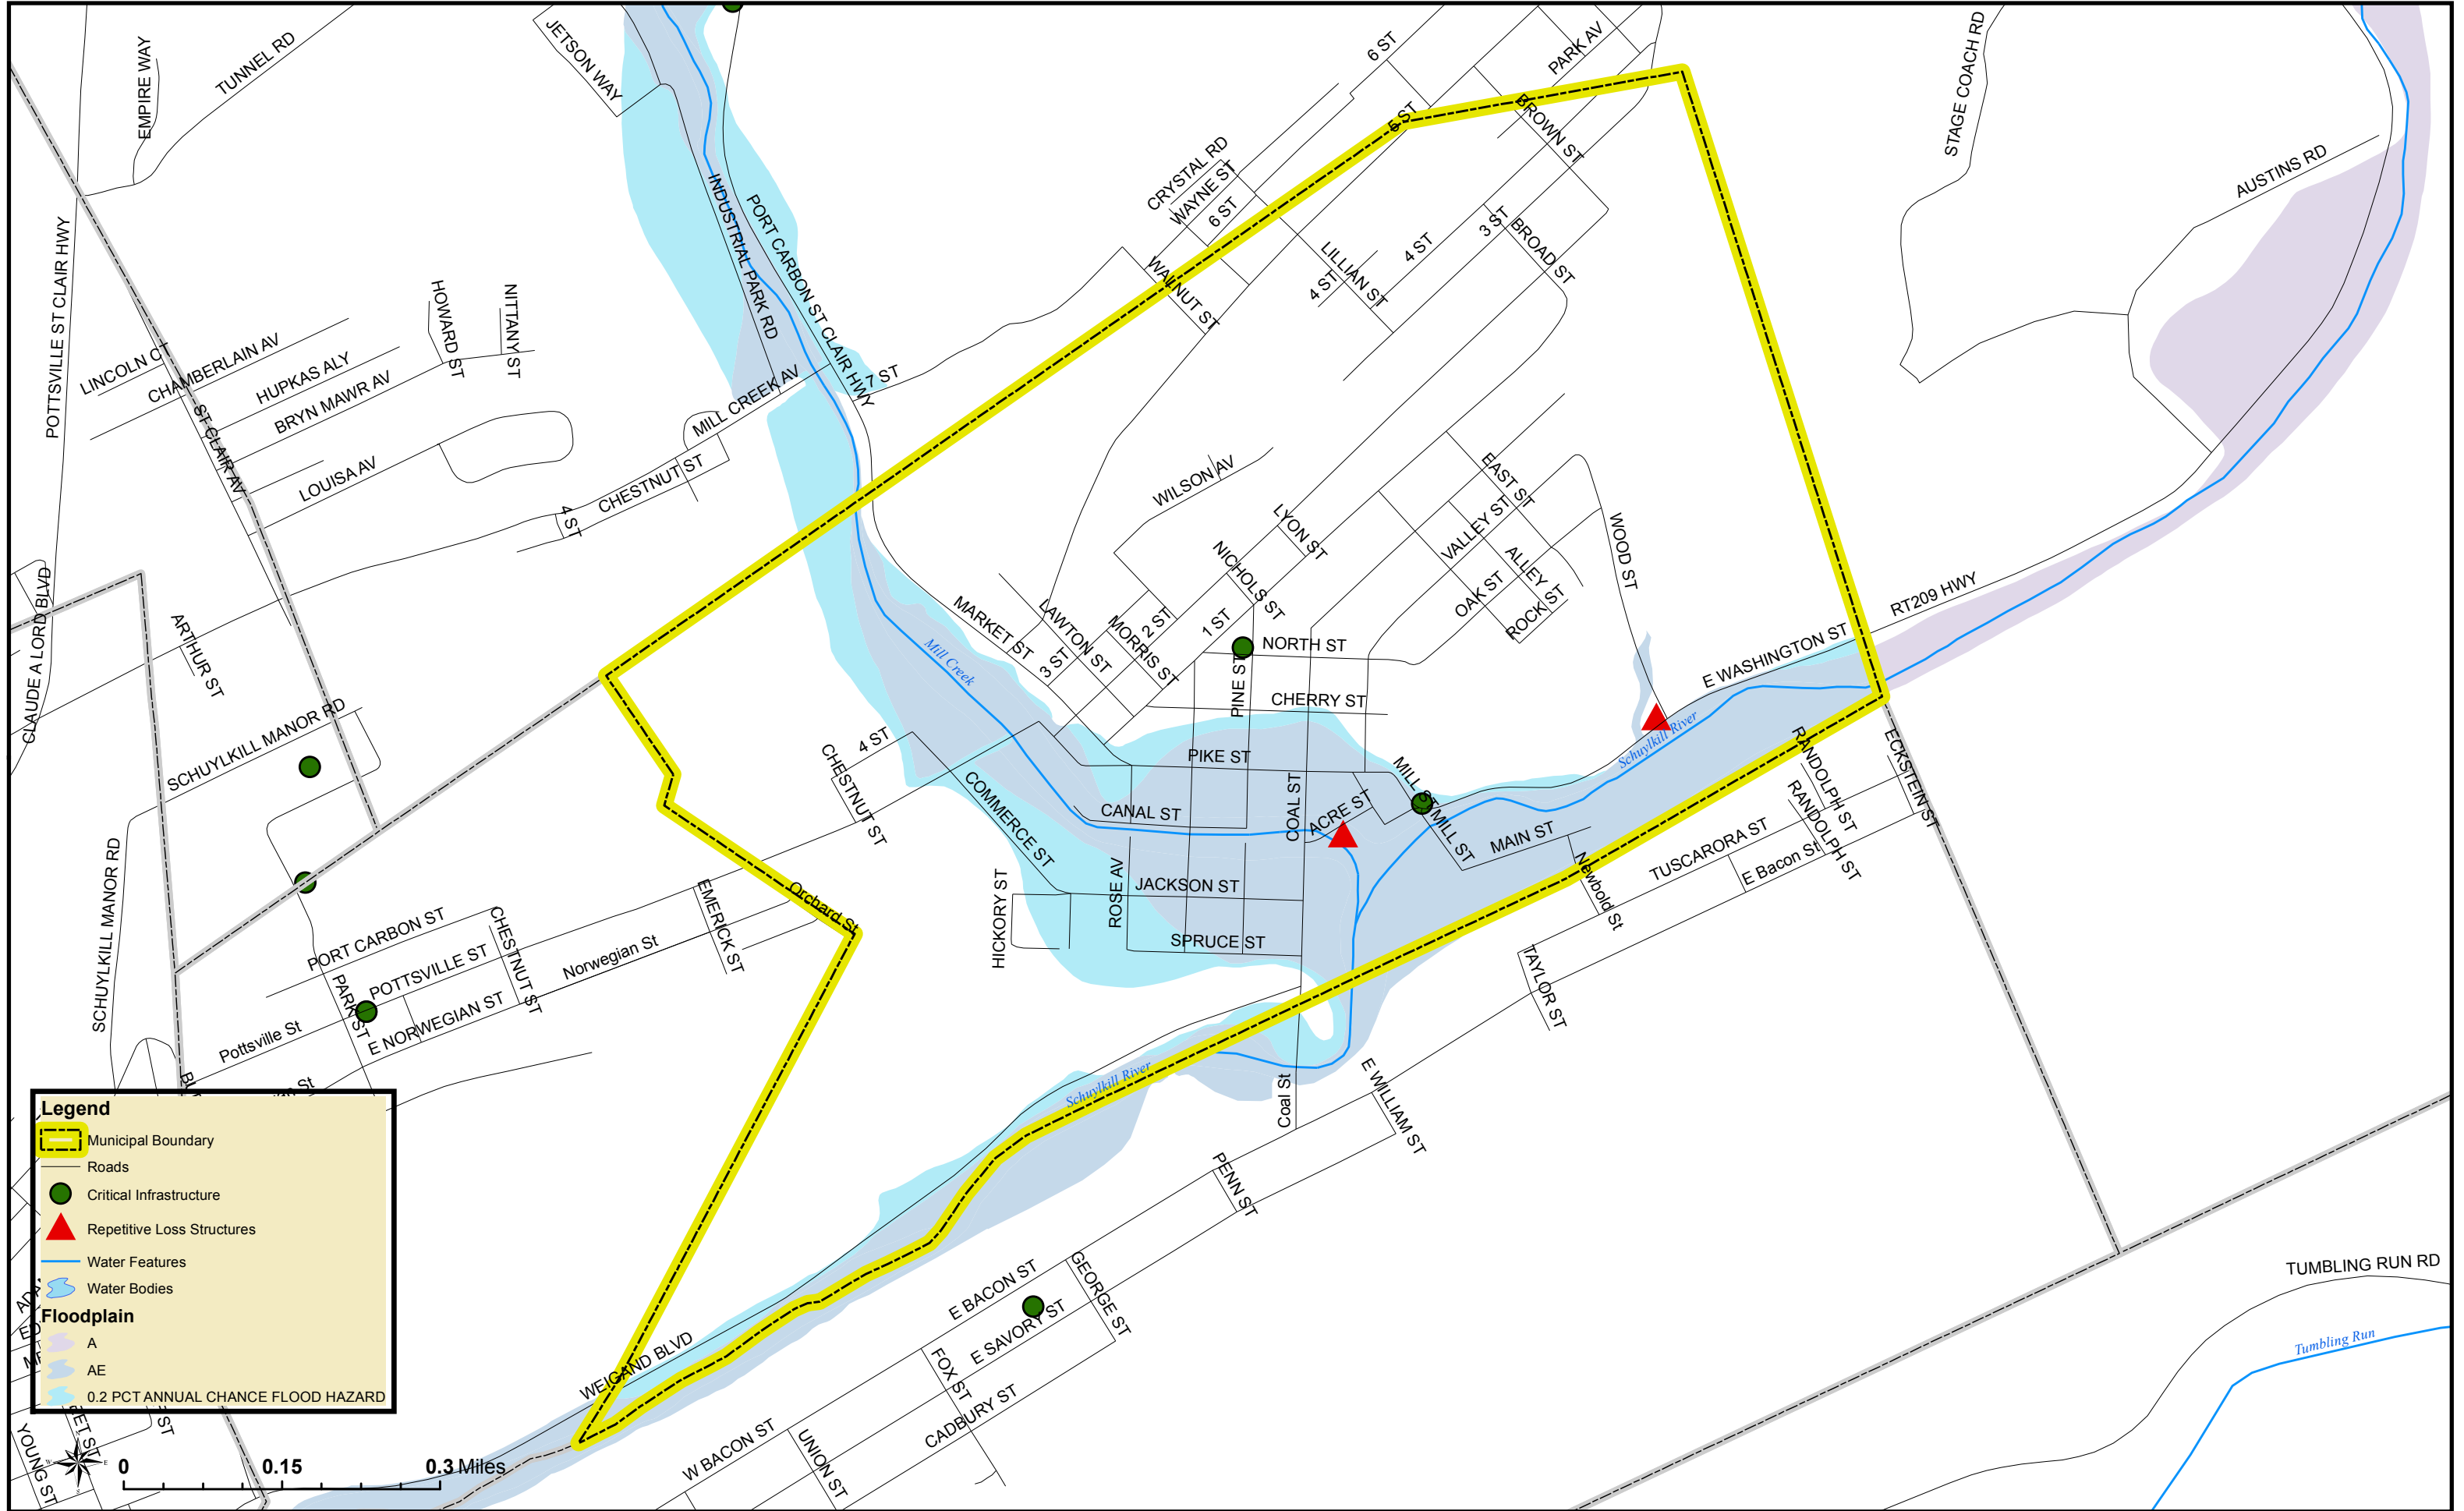 JETSON WAY
EMPIRE WAY
TUNNEL RD
6 ST
PARK AV
STAGE COACH RD
5 ST
BROWN ST
AUSTINS RD
CRYSTAL RD
WAYNE ST
6 ST
INDUSTRIAL PARK RD
PORT CARBON ST CLAIR HWY
POTTSVILLE ST CLAIR HWY
LILLIAN ST
4 ST
4 ST
3 ST
BROAD ST
WALNUT ST
HOWARD ST
NITTANY ST
LINCOLN CT
CHAMBERLAIN AV
HUPKAS ALY
BRYN MAWR AV
ST CLAIR AV
LOUISA AV
MILL CREEK AV
7 ST
CHESTNUT ST
4 ST
WILSON AV
LYON ST
NICHOLS ST
EAST ST
VALLEY ST
ALLEY
OAK ST
ROCK ST
WOOD ST
RT209 HWY
E WASHINGTON ST
CLAUDE A LORD BLVD
ARTHUR ST
MARKET ST
Mill Creek
LAWTON ST
MORRIS ST
3 ST
2 ST
1 ST
NORTH ST
PINE ST
CHERRY ST
SCHUYLKILL MANOR RD
SCHUYLKILL MANOR RD
4 ST
CHESTNUT ST
COMMERCE ST
PIKE ST
CANAL ST
COAL ST
ACRE ST
MILL ST
MILL ST
MAIN ST
Schuylkill River
RANDOLPH ST
RANDOLPH ST
ECKSTEIN ST
TUSCARORA ST
E Bacon St
Newbold St
TAYLOR ST
HICKORY ST
ROSE AV
JACKSON ST
SPRUCE ST
Orchard St
EMERICK ST
PORT CARBON ST
CHESTNUT ST
POTTSVILLE ST
Norwegian St
PARK ST
E NORWEGIAN ST
Pottsville St
Schuylkill River
Coal St
E WILLIAM ST
PENN ST
E BACON ST
GEORGE ST
E SAVORY ST
FOX ST
CADBURY ST
WEIGAND BLVD
W BACON ST
UNION ST
TUMBLING RUN RD
Tumbling Run
Legend
Municipal Boundary
Roads
Critical Infrastructure
Repetitive Loss Structures
Water Features
Water Bodies
Floodplain
A
AE
0.2 PCT ANNUAL CHANCE FLOOD HAZARD
YOUNG ST
ST
N
W E
S
0 0.15 0.3 Miles